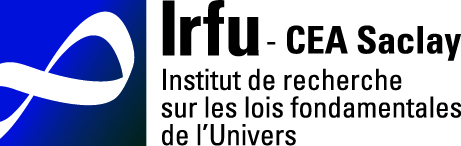 Irfu - CEA Saclay
Institut de recherche
sur les lois fondamentales
de l'Univers